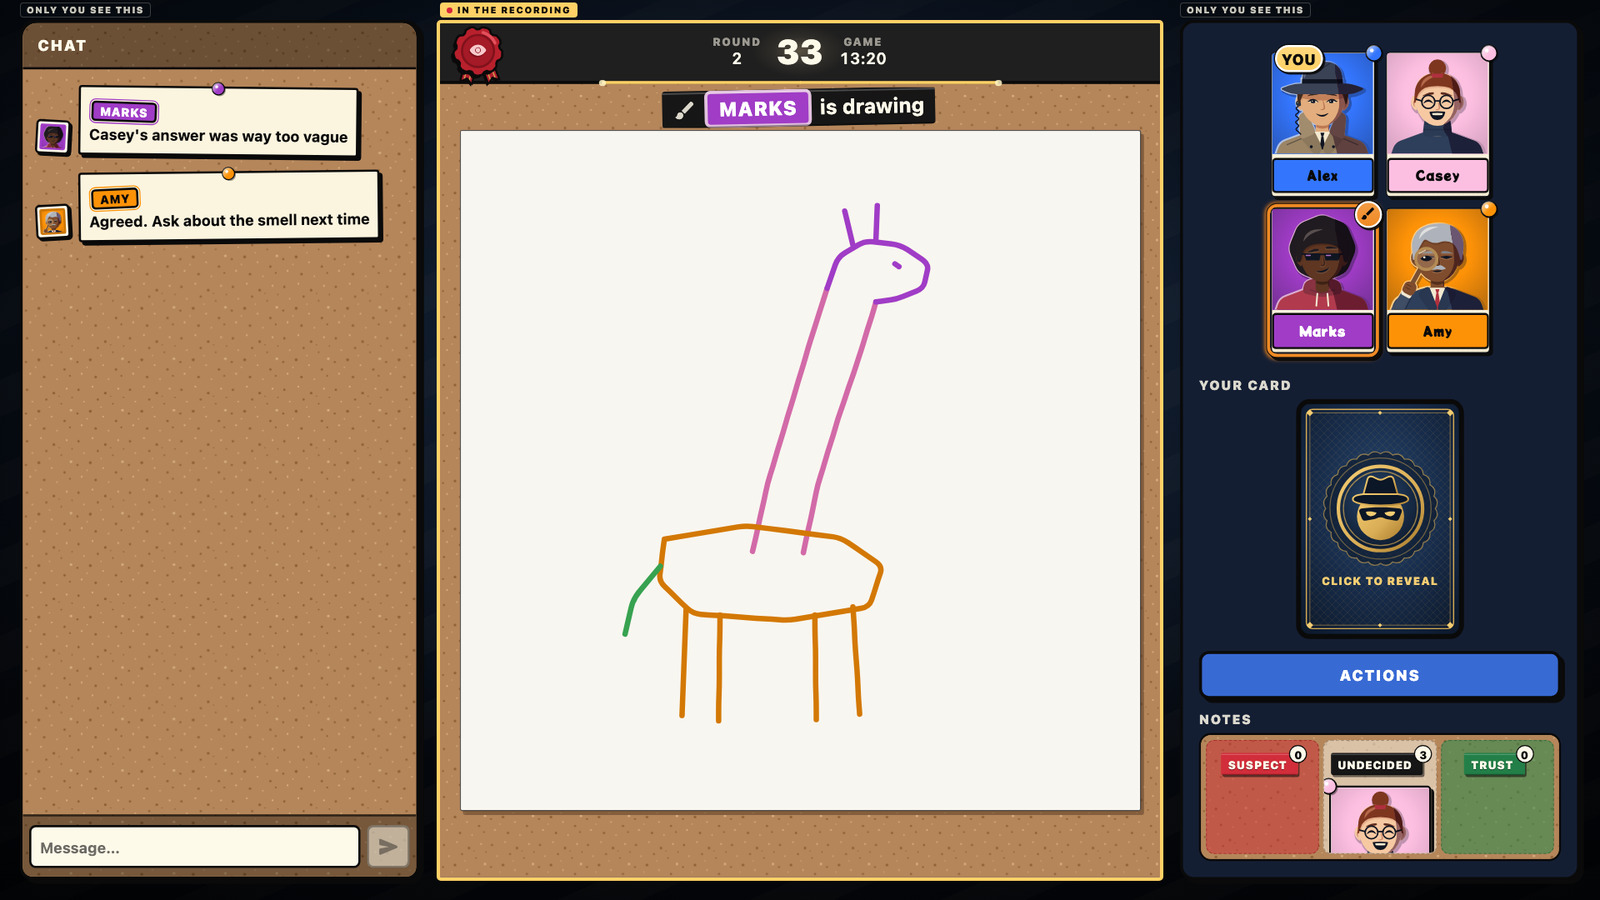 ONLY YOU SEE THIS
IN THE RECORDING
ONLY YOU SEE THIS
CHAT
MARKS
Casey's answer was way too vague
AMY
Agreed. Ask about the smell next time
Message...
ROUND
2
33
GAME
13:20
MARKS is drawing
YOU
Alex
Casey
Marks
Amy
YOUR CARD
CLICK TO REVEAL
ACTIONS
NOTES
SUSPECT 0
UNDECIDED 3
TRUST 0